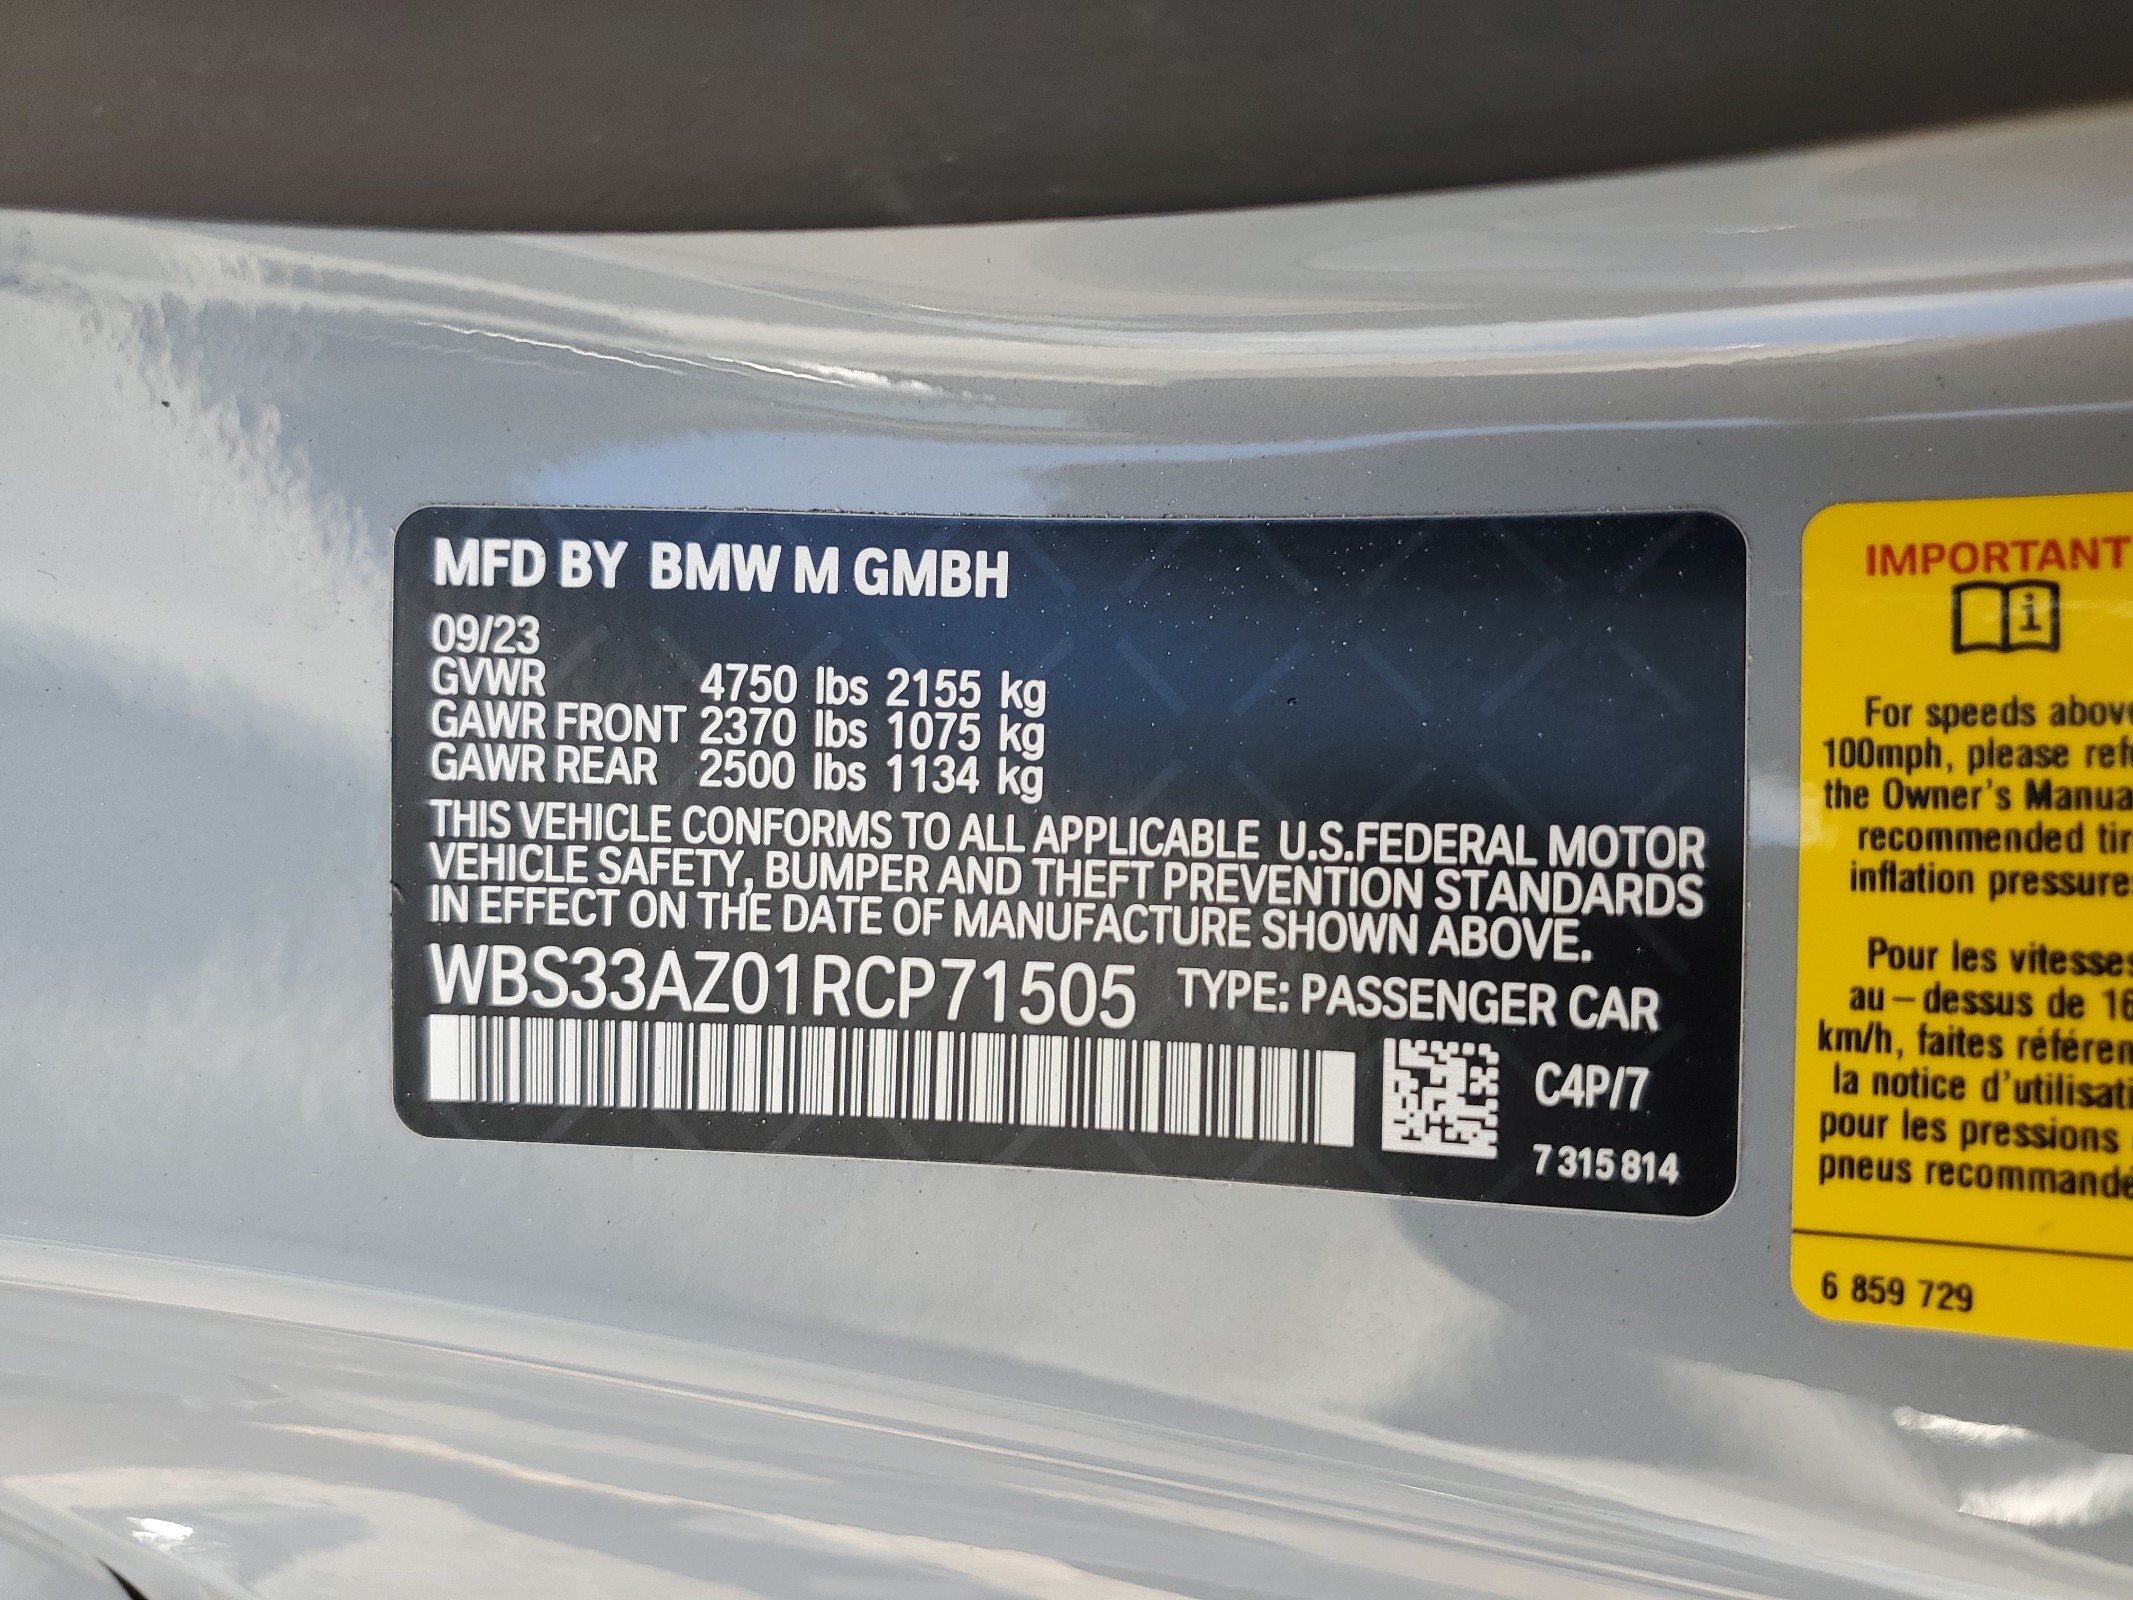 MFD BY BMW M GMBH
09/23
GVWR 4750 lbs 2155 kg
GAWR FRONT 2370 lbs 1075 kg
GAWR REAR 2500 lbs 1134 kg
THIS VEHICLE CONFORMS TO ALL APPLICABLE U.S.FEDERAL MOTOR
VEHICLE SAFETY, BUMPER AND THEFT PREVENTION STANDARDS
IN EFFECT ON THE DATE OF MANUFACTURE SHOWN ABOVE.
WBS33AZ01RCP71505 TYPE: PASSENGER CAR
C4P/7
7 315 814
IMPORTANT
For speeds above
100mph, please
the Owner's
recommended
inflation
Pour les vitesses
au – dessus de
km/h, faites
la notice
pour les pressions
pneus
6 859 729